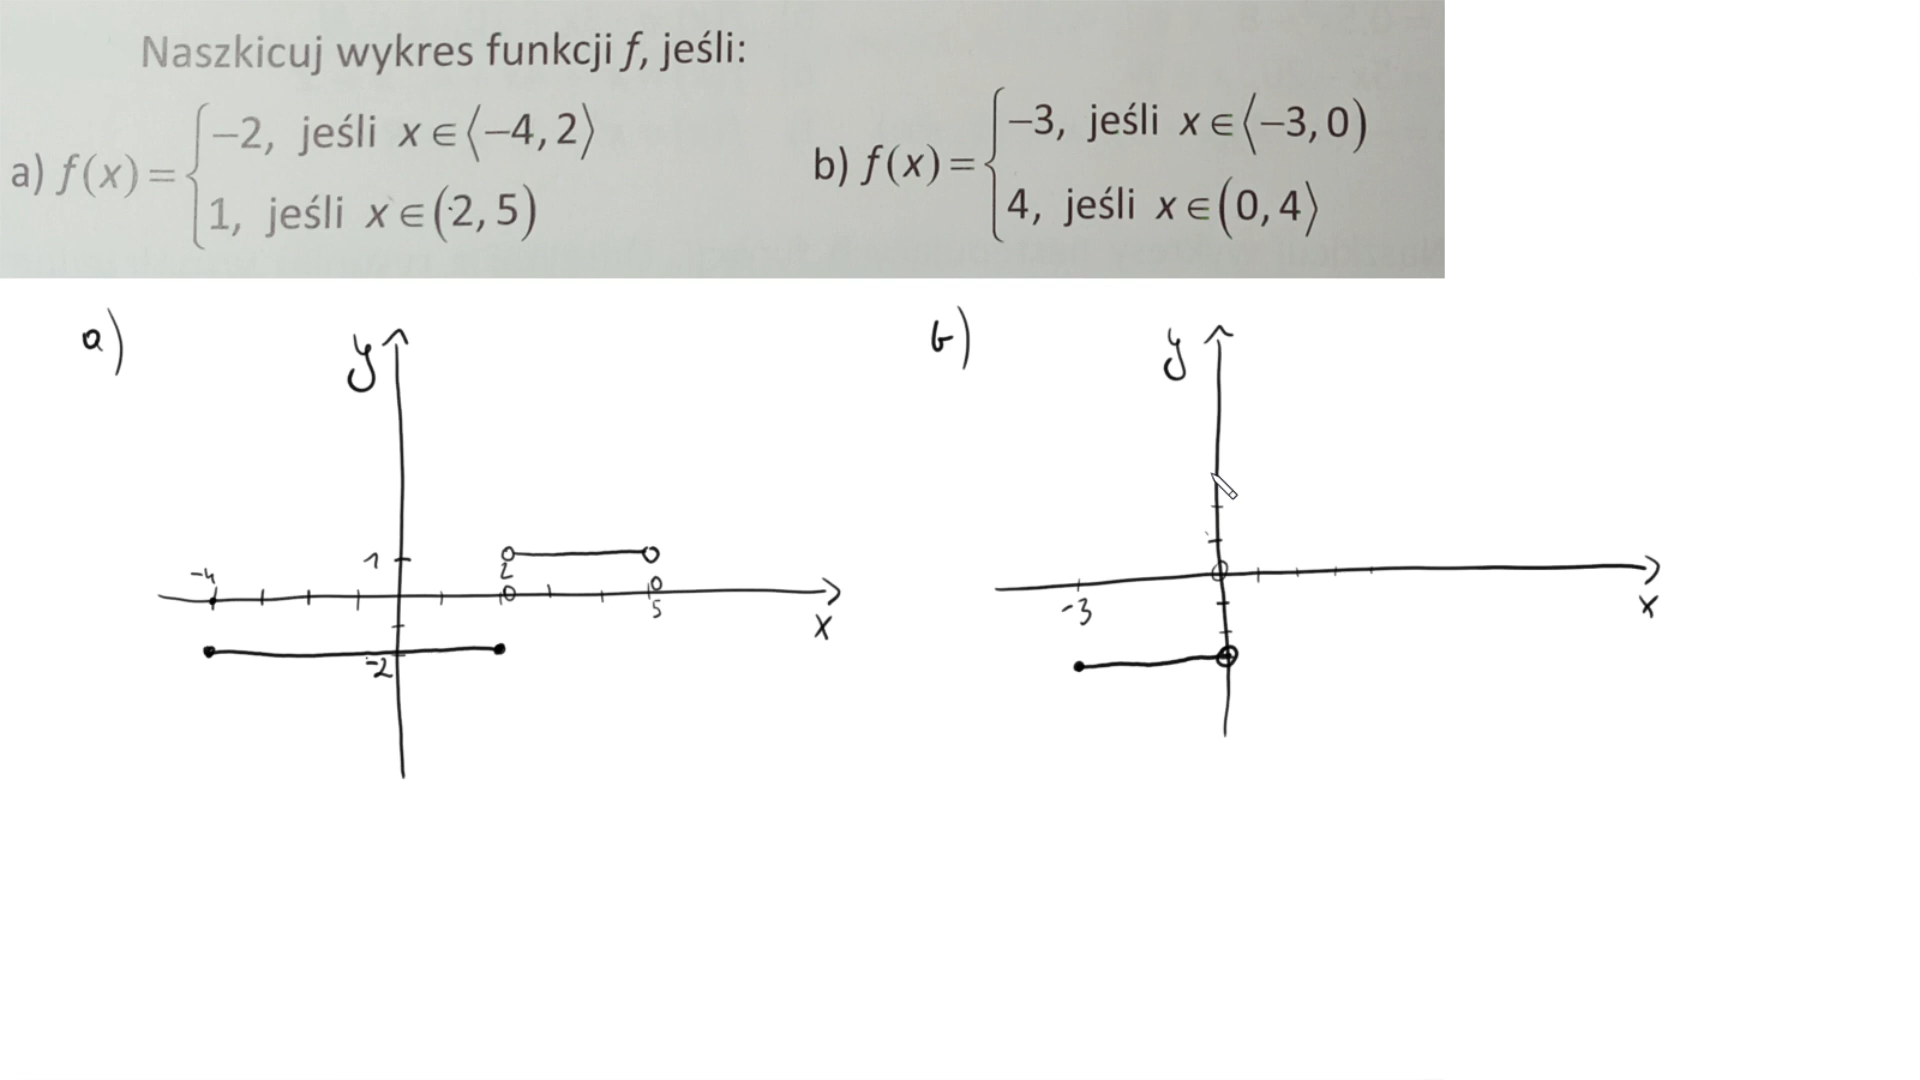 Naszkicuj wykres funkcji f, jeśli:
a) f(x) = { -2, jeśli x ∈ ⟨-4, 2⟩
1, jeśli x ∈ (2, 5)
b) f(x) = { -3, jeśli x ∈ ⟨-3, 0)
4, jeśli x ∈ (0, 4⟩
a)
y
1
-4
2
5
x
-2
b)
y
-3
x